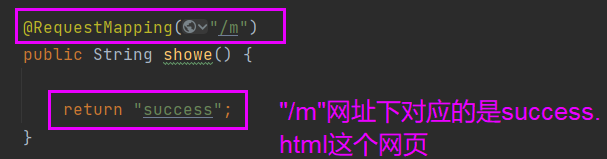 @RequestMapping("/m")
public String showe() {
return "success";
"/m"网址下对应的是success.
html这个网页
}